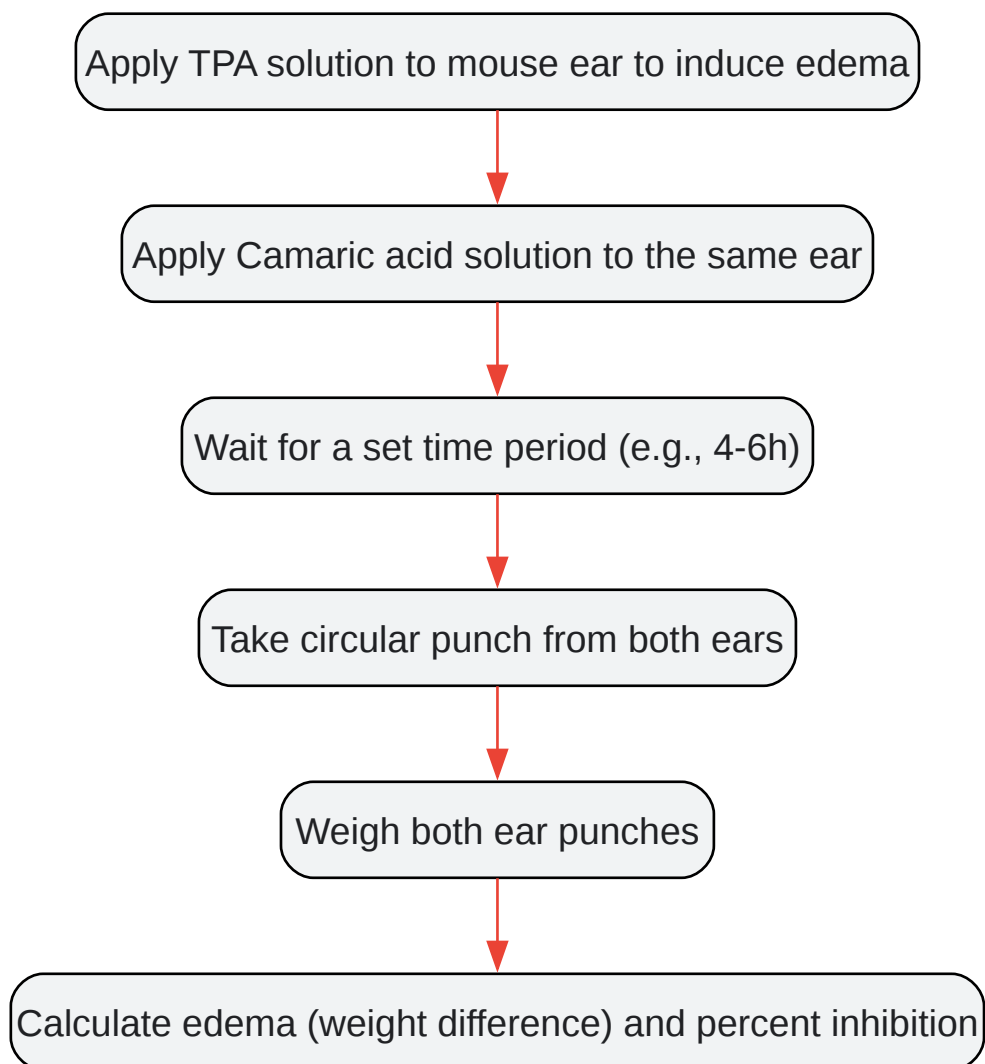 Apply TPA solution to mouse ear to induce edema
Apply Camaric acid solution to the same ear
Wait for a set time period (e.g., 4-6h)
Take circular punch from both ears
Weigh both ear punches
Calculate edema (weight difference) and percent inhibition